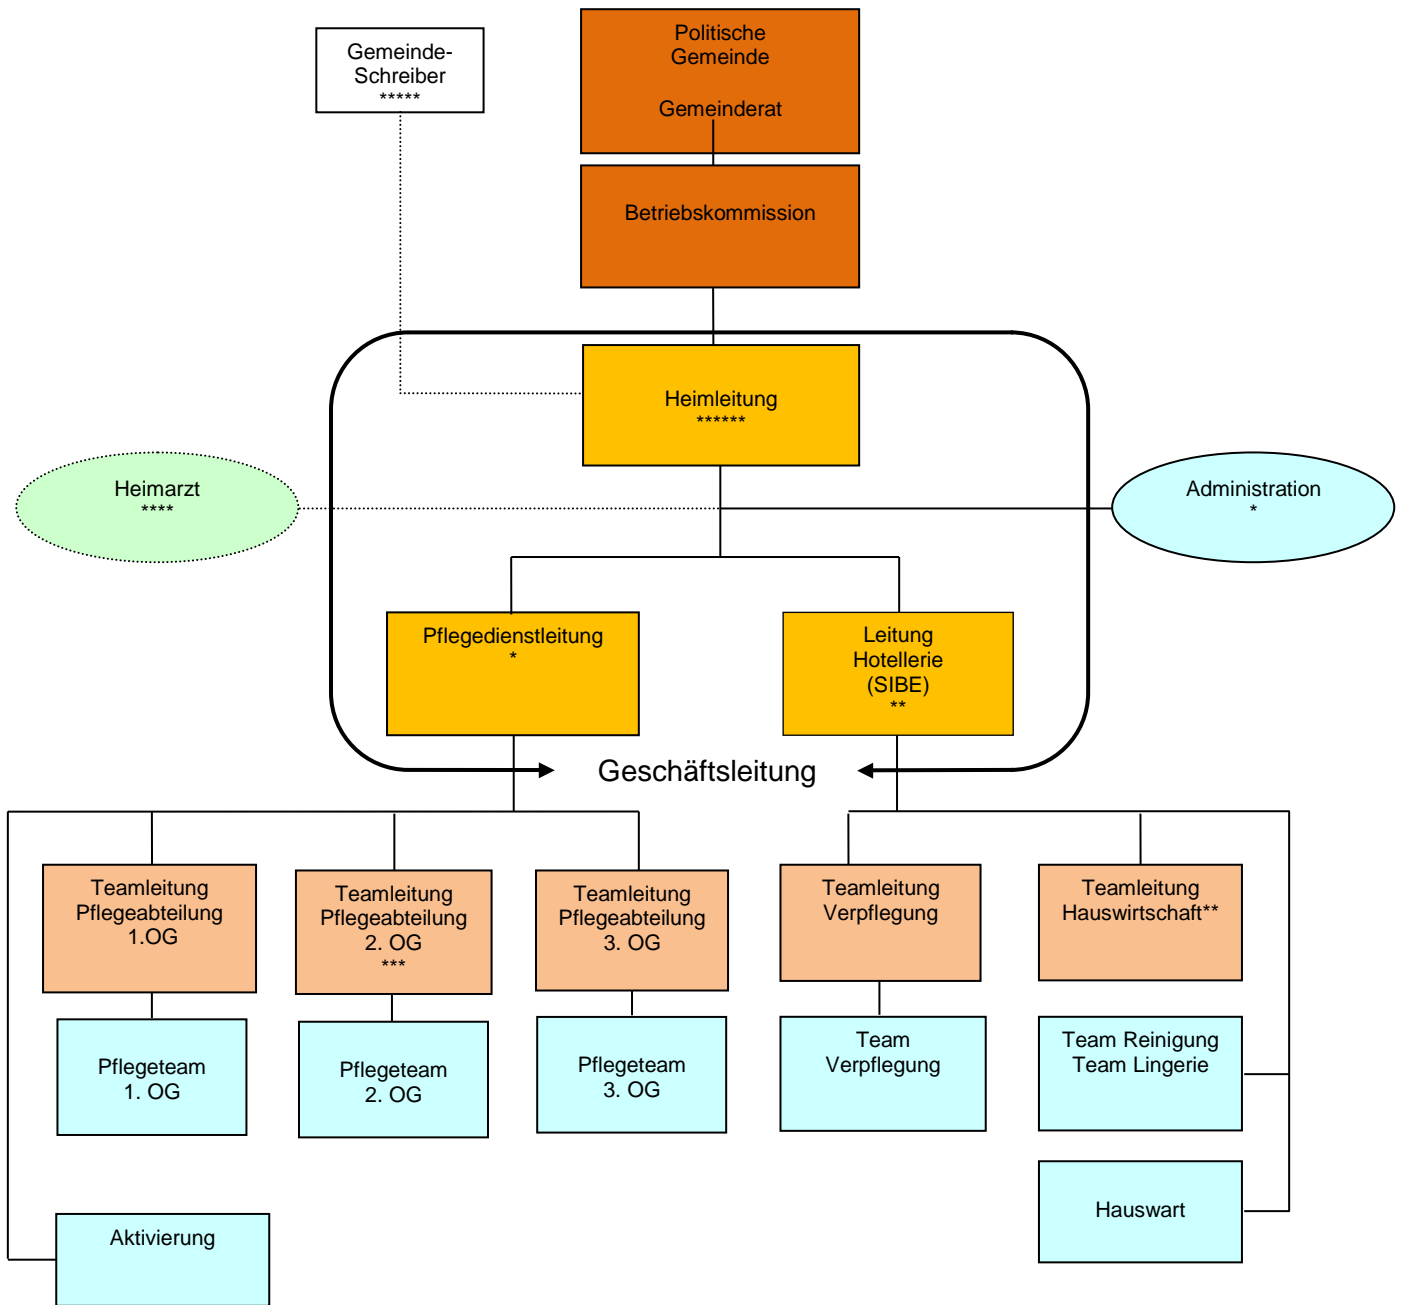 Politische
Gemeinde
Gemeinderat
Gemeinde-
Schreiber
*****
Betriebskommission
Heimleitung
******
Heimarzt
****
Administration
*
Pflegedienstleitung
*
Leitung
Hotellerie
(SIBE)
**
Geschäftsleitung
Teamleitung
Pflegeabteilung
1.OG
Teamleitung
Pflegeabteilung
2. OG
***
Teamleitung
Pflegeabteilung
3. OG
Teamleitung
Verpflegung
Teamleitung
Hauswirtschaft**
Pflegeteam
1. OG
Pflegeteam
2. OG
Pflegeteam
3. OG
Team
Verpflegung
Team Reinigung
Team Lingerie
Hauswart
Aktivierung